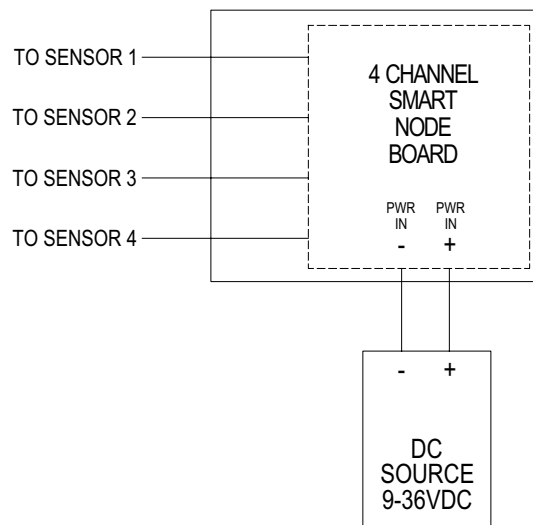 TO SENSOR 1
TO SENSOR 2
TO SENSOR 3
TO SENSOR 4
4 CHANNEL
SMART
NODE
BOARD
PWR PWR
IN IN
- +
- +
DC
SOURCE
9-36VDC